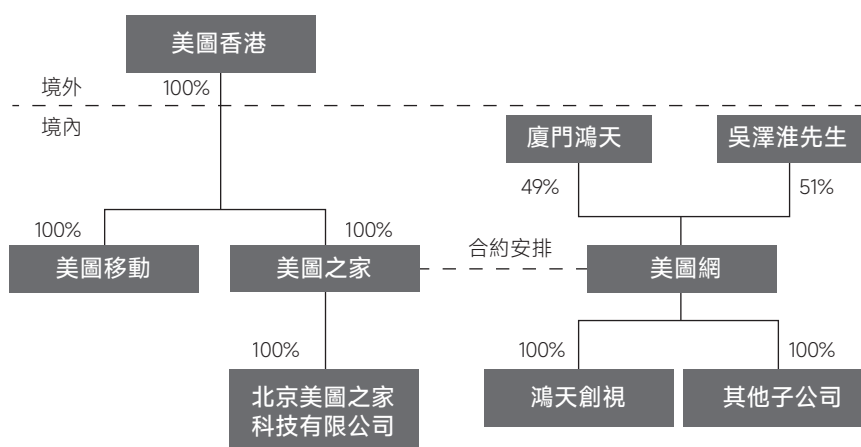 美圖香港
境外
100%
境內
廈門鴻天
吳澤淮先生
49%
51%
100%
100%
合約安排
美圖移動
美圖之家
美圖網
100%
100%
100%
北京美圖之家
科技有限公司
鴻天創視
其他子公司